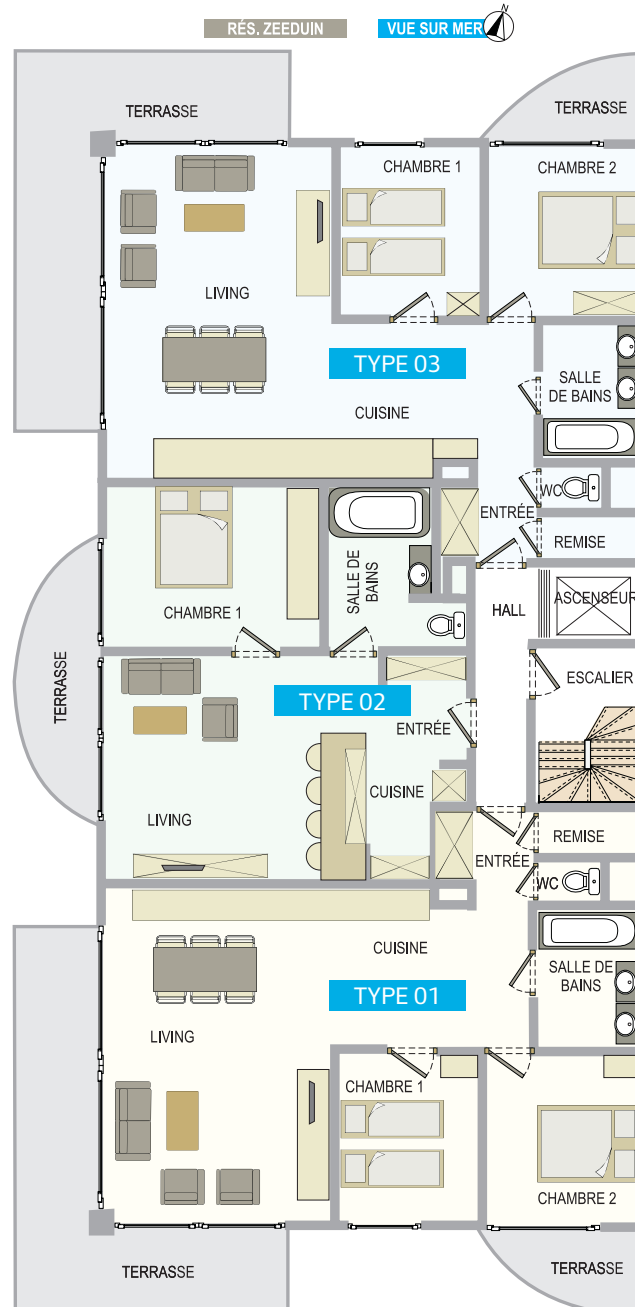 N
RÉS. ZEEDUIN
VUE SUR MER
TERRASSE
TERRASSE
CHAMBRE 1
CHAMBRE 2
LIVING
TYPE 03
SALLE
DE BAINS
CUISINE
WC
ENTRÉE
REMISE
CHAMBRE 1
SALLE DE
BAINS
HALL
ASCENSEUR
TERRASSE
ESCALIER
TYPE 02
ENTRÉE
CUISINE
LIVING
REMISE
ENTRÉE
WC
CUISINE
SALLE DE
BAINS
TYPE 01
LIVING
CHAMBRE 1
CHAMBRE 2
TERRASSE
TERRASSE